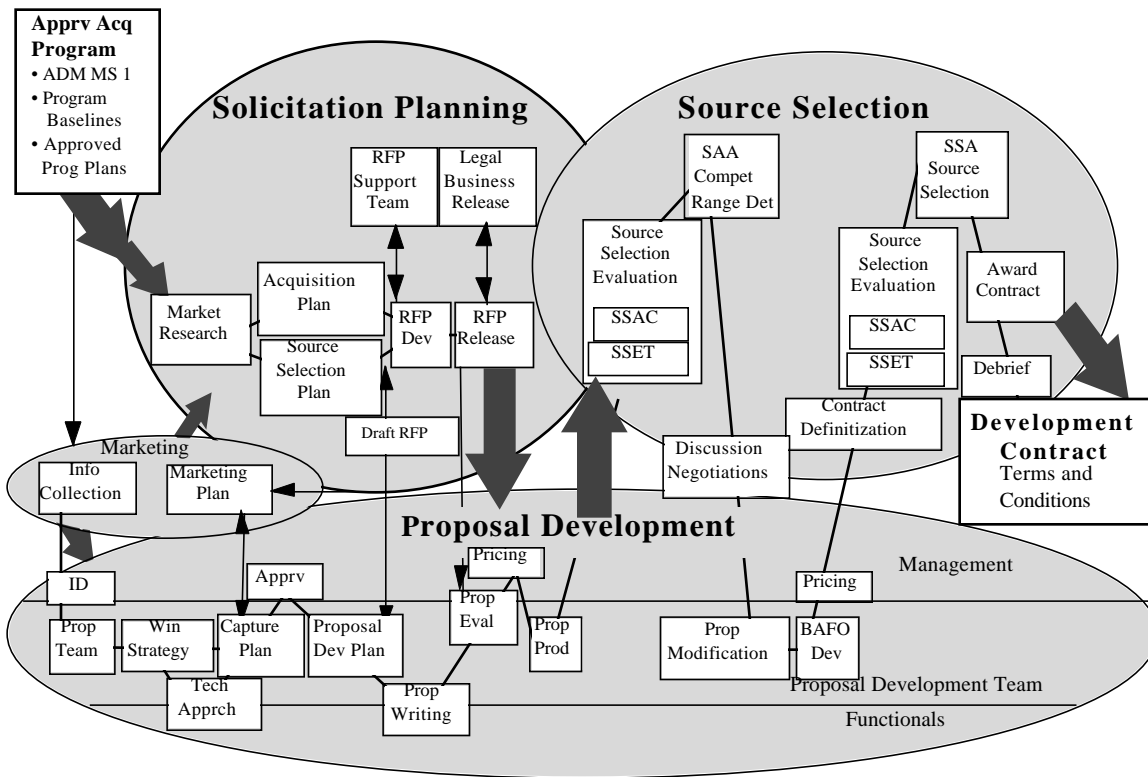 Apprv Acq
Program
• ADM MS 1
• Program
Baselines
• Approved
Prog Plans
Solicitation Planning
Source Selection
RFP
Support
Team
Legal
Business
Release
SAA
Compet
Range Det
SSA
Source
Selection
Source
Selection
Evaluation
SSAC
SSET
Source
Selection
Evaluation
SSAC
SSET
Award
Contract
Debrief
Market
Research
Acquisition
Plan
Source
Selection
Plan
RFP
Dev
RFP
Release
Draft RFP
Contract
Definitization
Discussion
Negotiations
Development
Contract
Terms and
Conditions
Marketing
Info
Collection
Marketing
Plan
Proposal Development
Management
Pricing
ID
Apprv
Pricing
Prop
Team
Win
Strategy
Capture
Plan
Proposal
Dev Plan
Prop
Eval
Prop
Prod
Prop
Modification
BAFO
Dev
Tech
Apprch
Prop
Writing
Proposal Development Team
Functionals